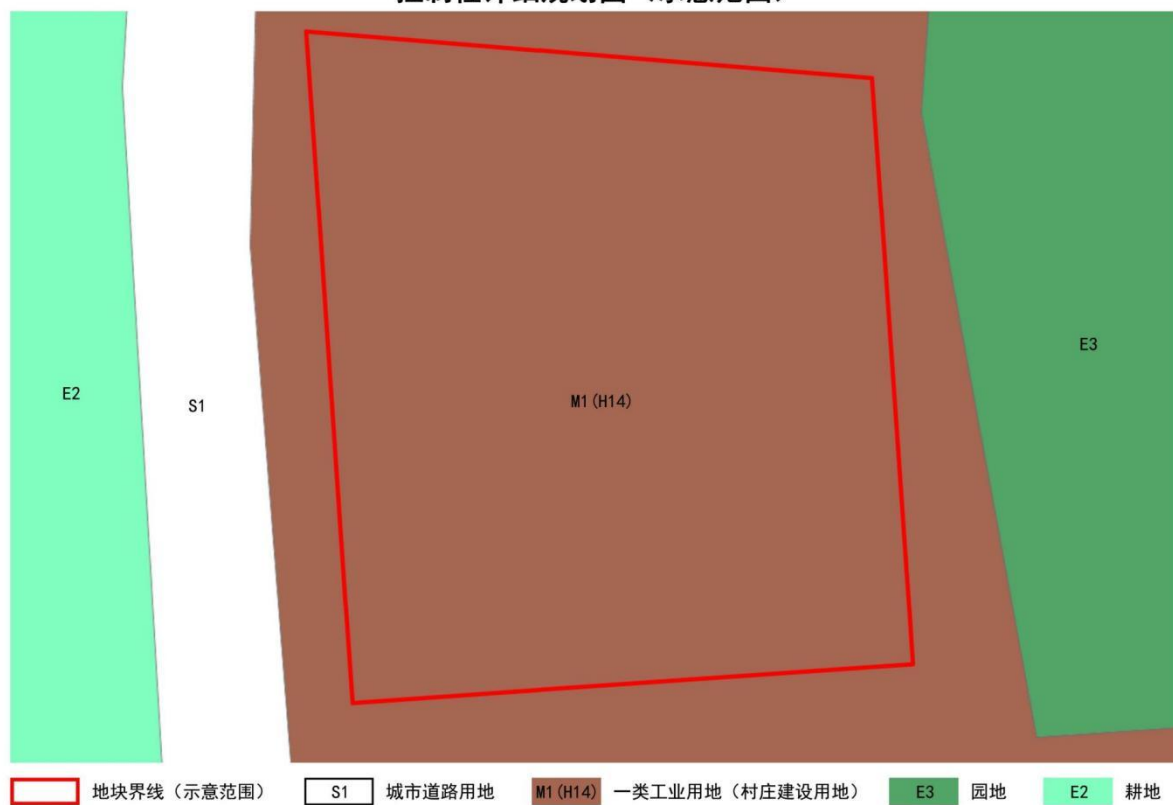 E3
E2
S1
M1(H14)
地块界线（示意范围）
S1
城市道路用地
M1(H14)
一类工业用地（村庄建设用地）
E3
园地
E2
耕地